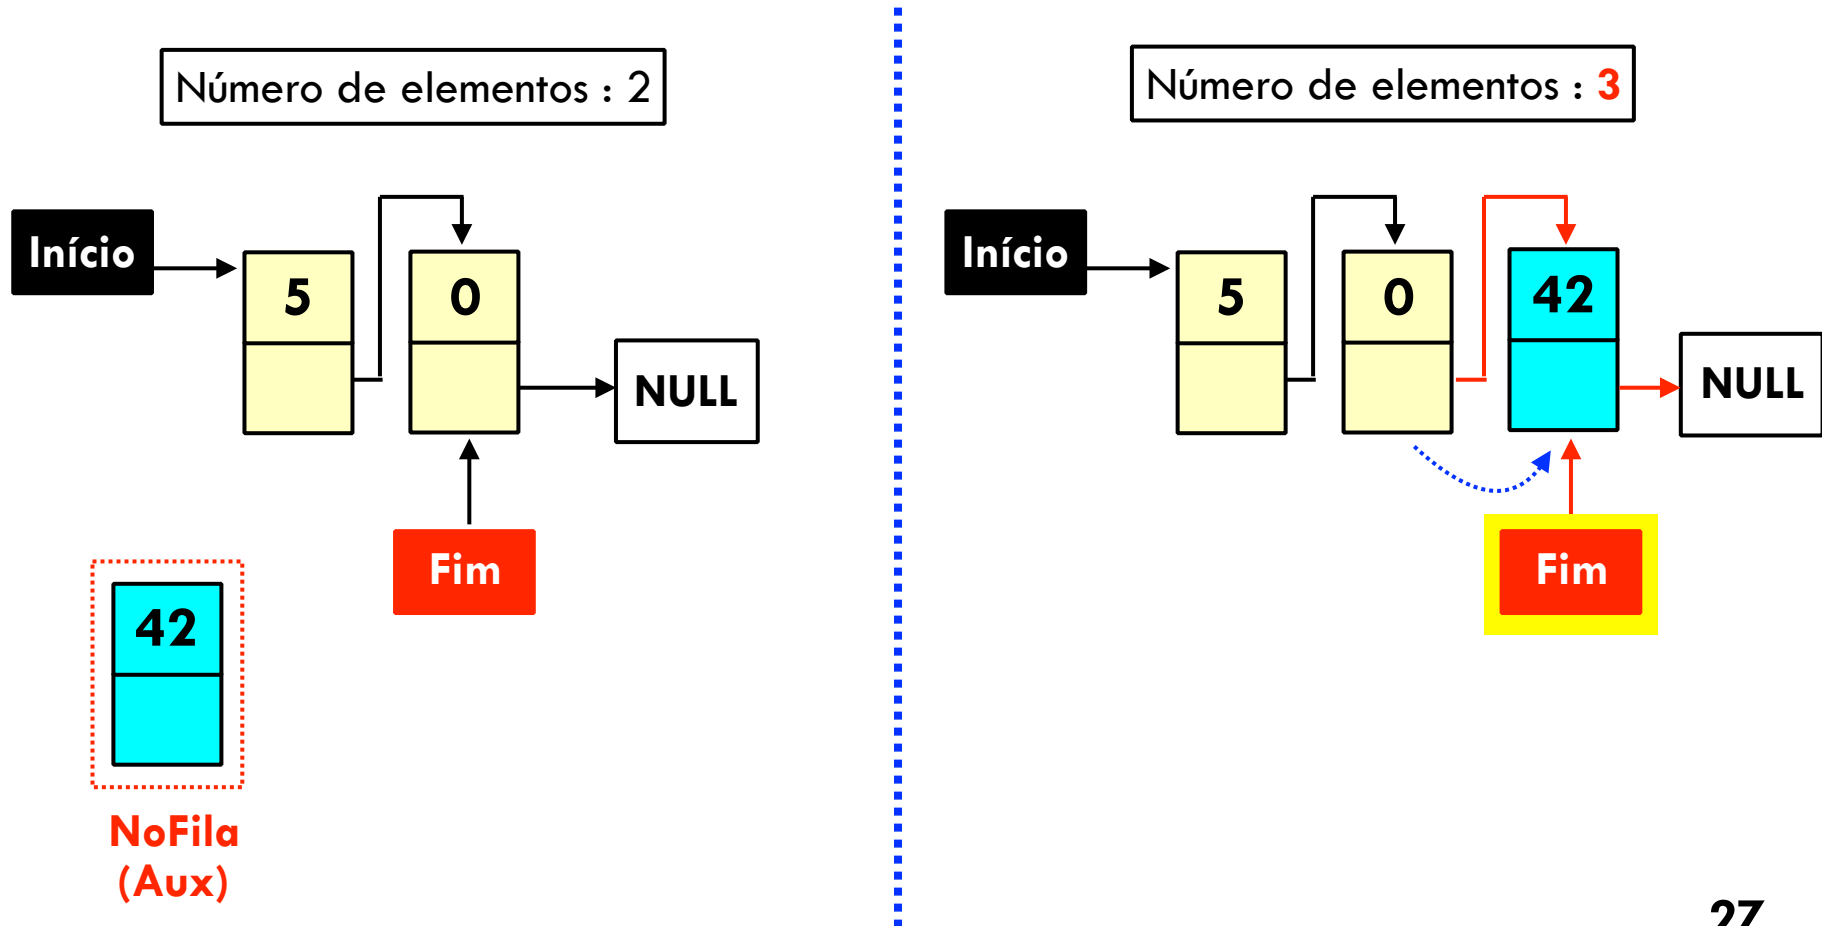 Número de elementos : 2
Início
5
0
NULL
Fim
42
NoFila
(Aux)
Número de elementos : 3
Início
5
0
42
NULL
Fim
27